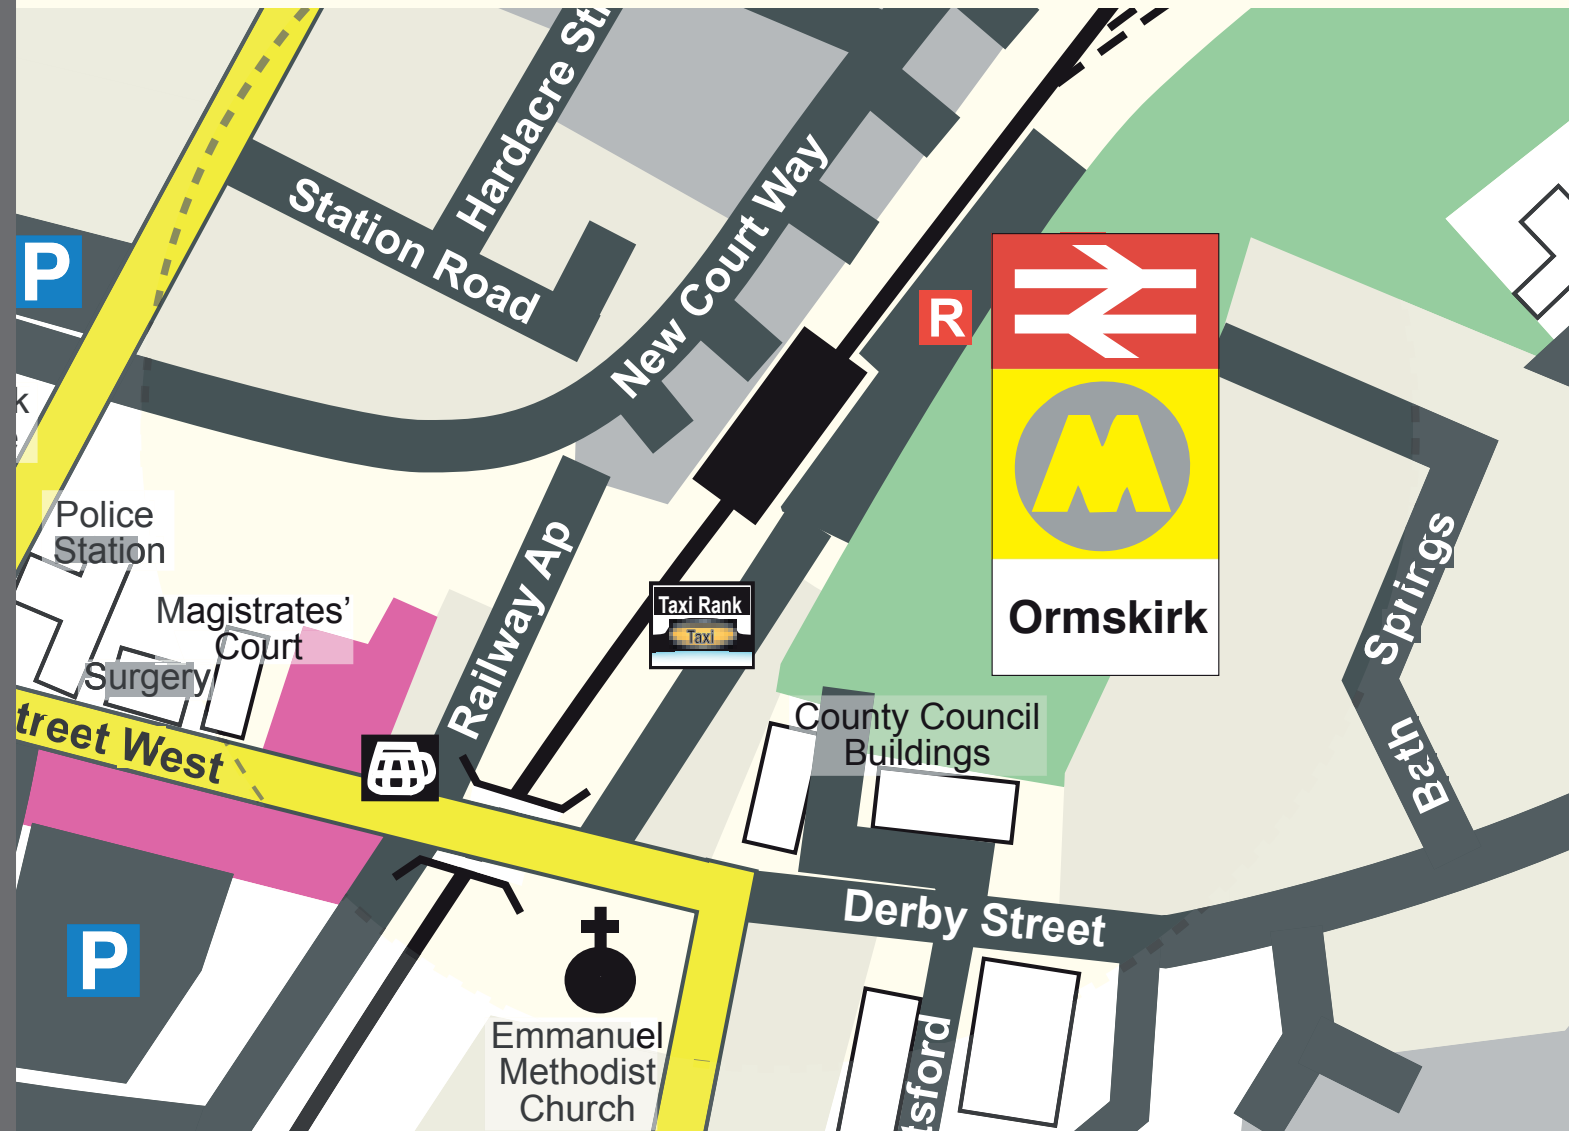 Hardacre St
Station Road
New Court Way
P
R
k
Police
Station
Magistrates'
Court
Surgery
Railway Ap
Taxi Rank
Taxi
Ormskirk
Springs
Bath
County Council
Buildings
treet West
Derby Street
P
Emmanuel
Methodist
Church
tsford